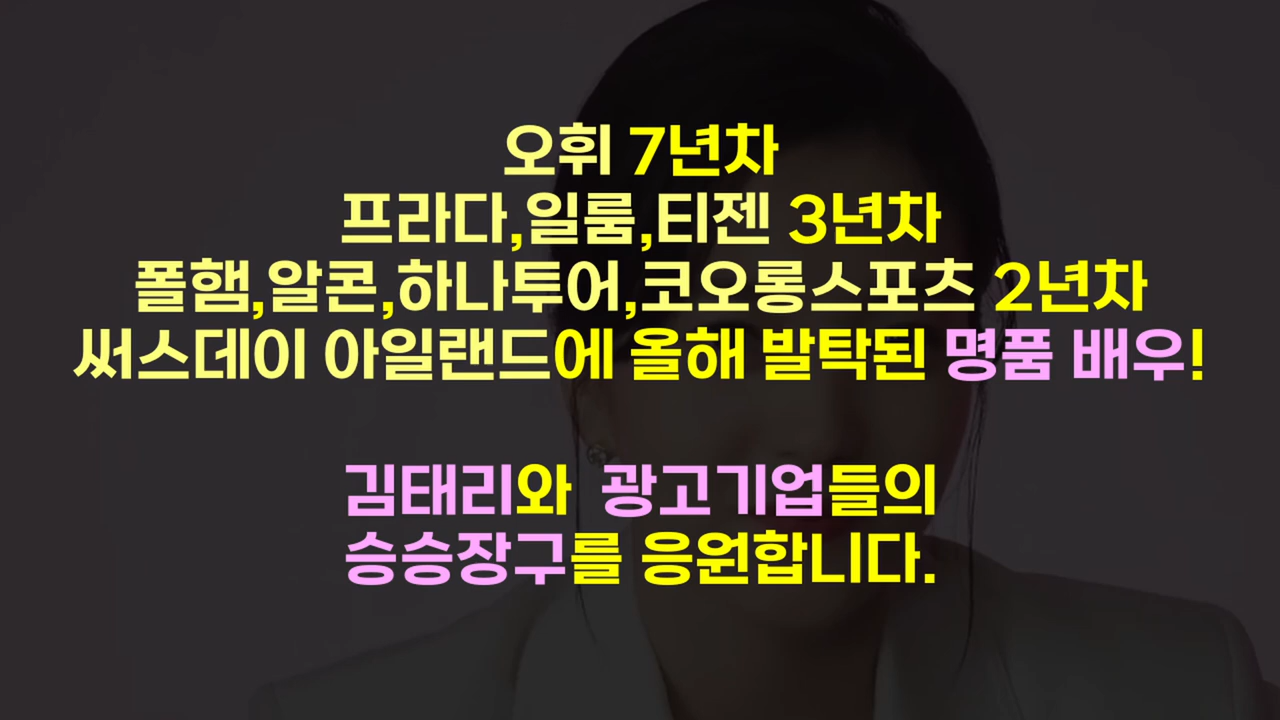 오휘 7년차
프라다,일룸,티젠 3년차
폴햄,알콘,하나투어,코오롱스포츠 2년차
써스데이 아일랜드에 올해 발탁된 명품 배우!
김태리와 광고기업들의
승승장구를 응원합니다.